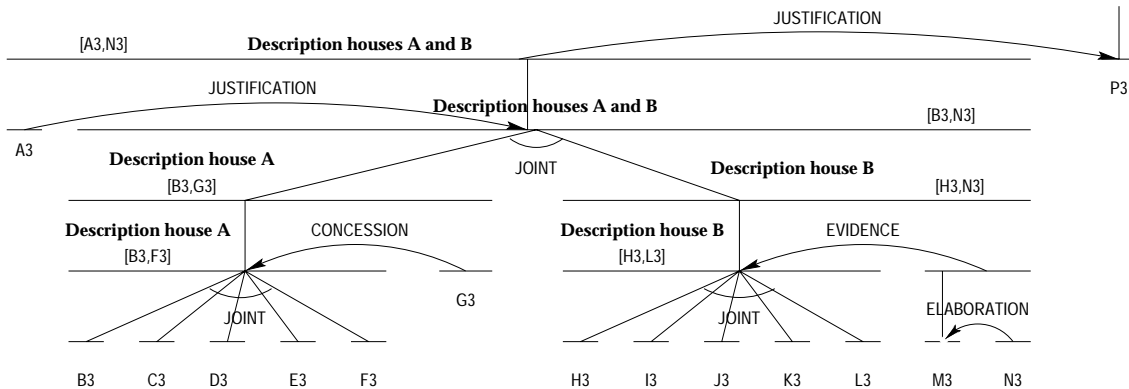 JUSTIFICATION
[A3,N3] Description houses A and B
JUSTIFICATION P3
Description houses A and B [B3,N3]
A3
Description house A JOINT Description house B
[B3,G3] [H3,N3]
Description house A CONCESSION Description house B EVIDENCE
[B3,F3] [H3,L3]
G3
JOINT JOINT ELABORATION
B3 C3 D3 E3 F3 H3 I3 J3 K3 L3 M3 N3